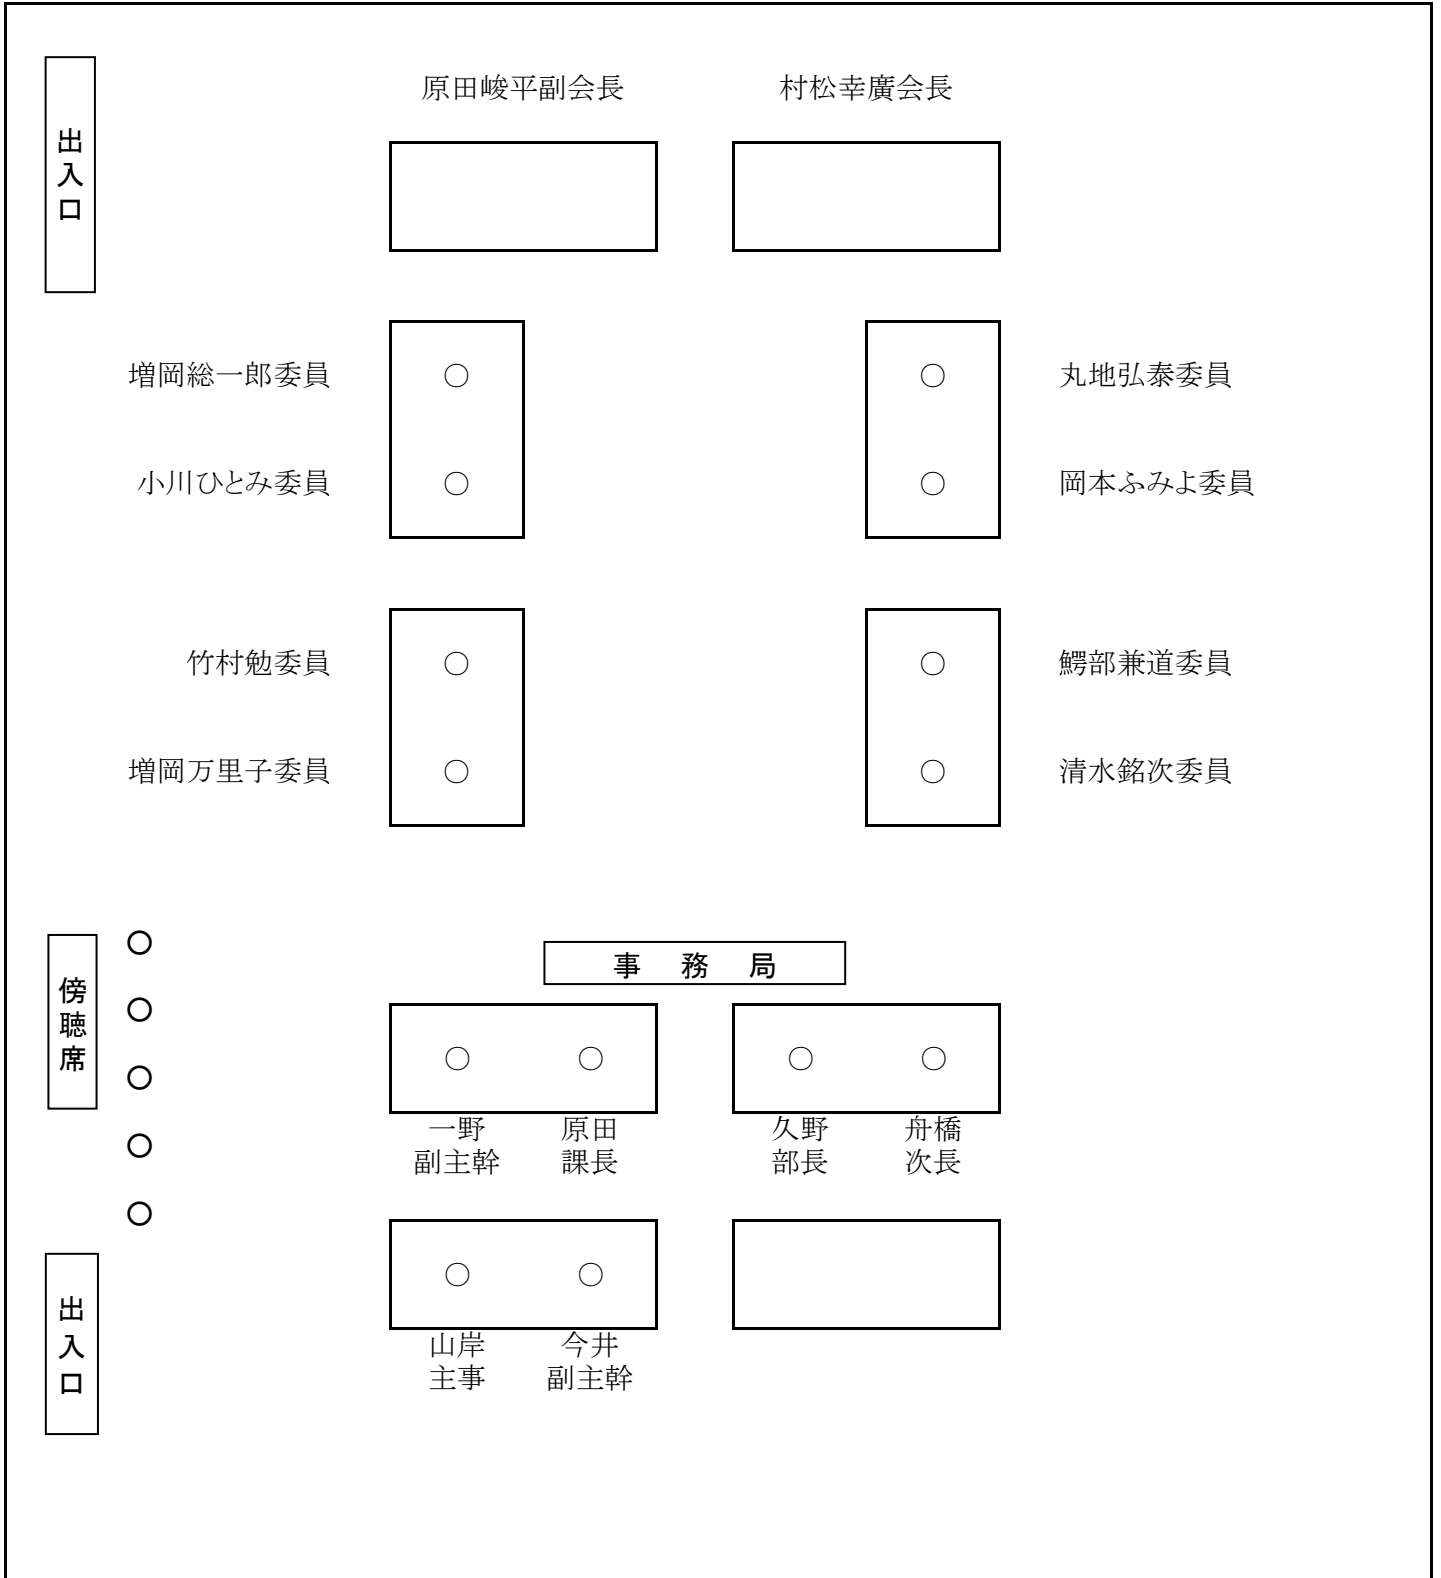 出入口
原田峻平副会長
村松幸廣会長
増岡総一郎委員
丸地弘泰委員
小川ひとみ委員
岡本ふみよ委員
竹村勉委員
鰐部兼道委員
増岡万里子委員
清水銘次委員
傍聴席
事 務 局
一野
副主幹
原田
課長
久野
部長
舟橋
次長
山岸
主事
今井
副主幹
出入口